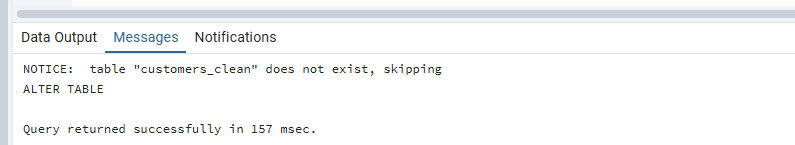 Data Output Messages Notifications
NOTICE:  table "customers_clean" does not exist, skipping
ALTER TABLE
Query returned successfully in 157 msec.